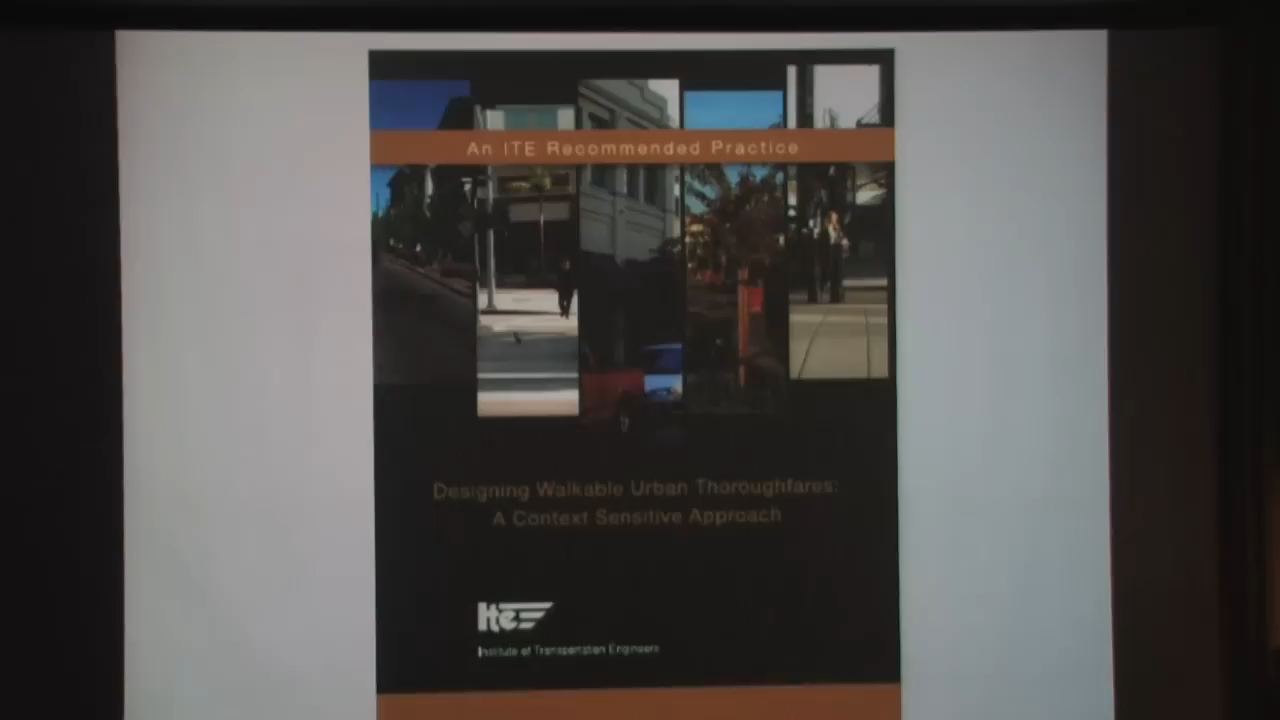 An ITE Recommended Practice
Designing Walkable Urban Thoroughfares:
A Context Sensitive Approach
Ite
Institute of Transportation Engineers